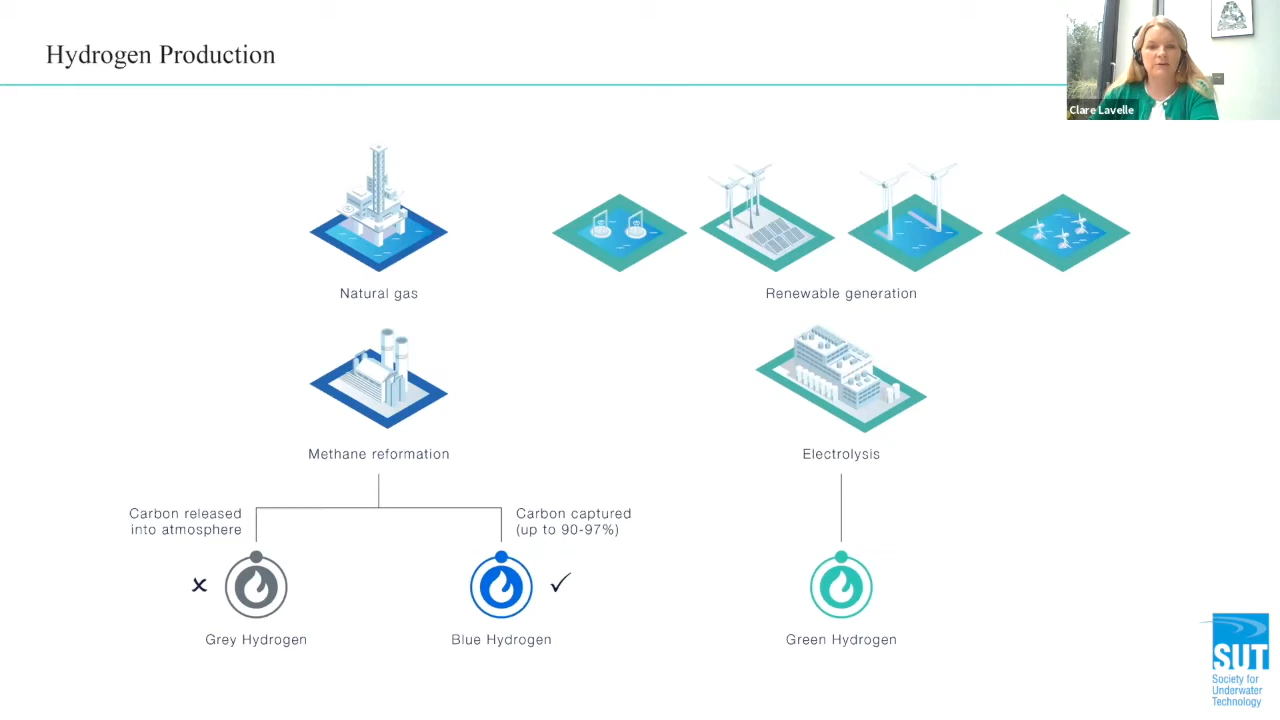 Hydrogen Production
Clare Lavelle
Natural gas
Renewable generation
Methane reformation
Electrolysis
Carbon released
into atmosphere
Carbon captured
(up to 90-97%)
Grey Hydrogen
Blue Hydrogen
Green Hydrogen
SUT
Society for
Underwater
Technology